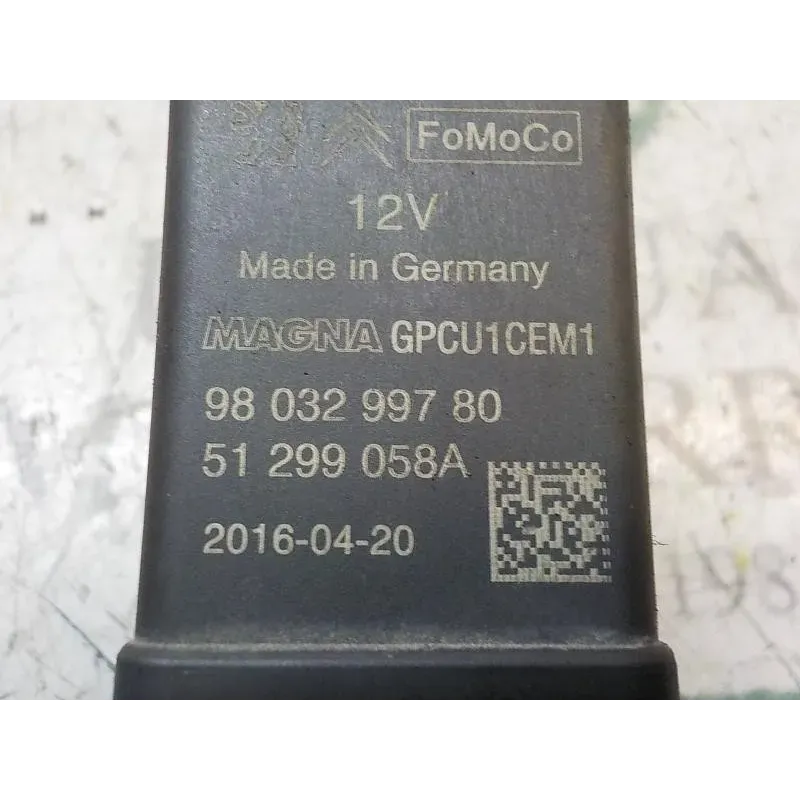 FoMoCo
12V
Made in Germany
MAGNA GPCU1CEM1
98 032 997 80
51 299 058A
2016-04-20